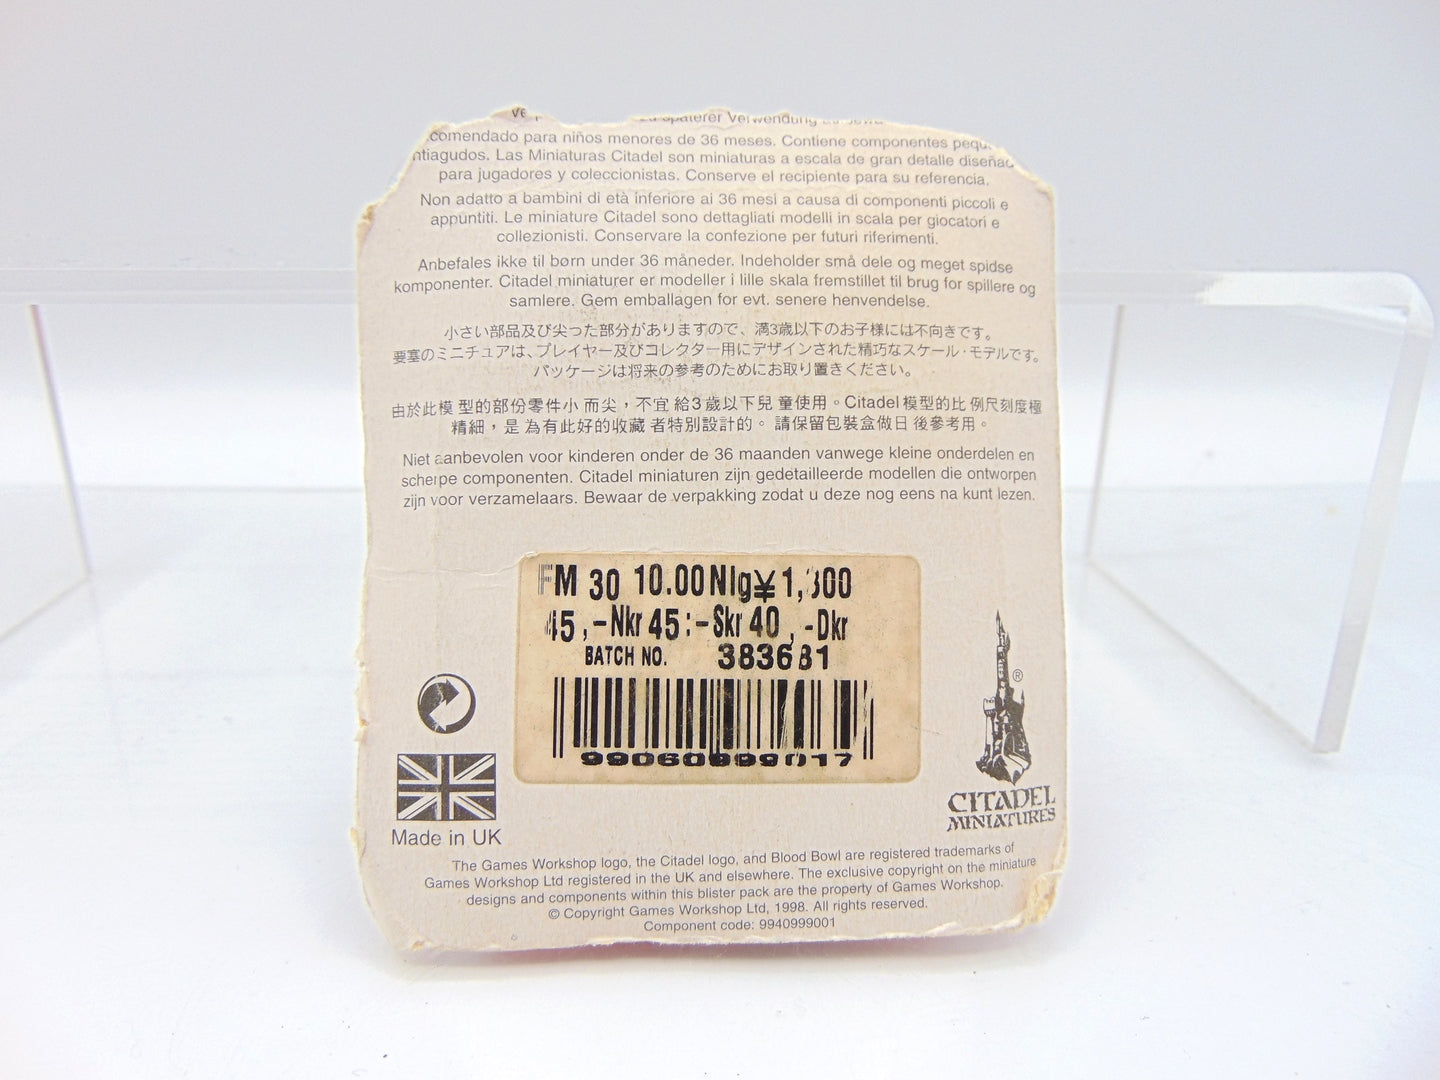 zu späterer Verwendung
comendado para niños menores de 36 meses. Contiene componentes pequ
ntiagudos. Las Miniaturas Citadel son miniaturas a escala de gran detalle diseñad
para jugadores y coleccionistas. Conserve el recipiente para su referencia.
Non adatto a bambini di età inferiore ai 36 mesi a causa di componenti piccoli e
appuntiti. Le miniature Citadel sono dettagliati modelli in scala per giocatori e
collezionisti. Conservare la confezione per futuri riferimenti.
Anbefales ikke til børn under 36 måneder. Indeholder små dele og meget spidse
komponenter. Citadel miniaturer er modeller i lille skala fremstillet til brug for spillere og
samlere. Gem emballagen for evt. senere henvendelse.
小さい部品及び尖った部分がありますので、満3歳以下のお子様には不向きです。
要塞のミニチュアは、プレイヤー及びコレクター用にデザインされた精巧なスケール・モデルです。
パッケージは将来の参考のためにお取り置きください。
由於此模型的部份零件小而尖，不宜給3歲以下兒童使用。Citadel模型的比例尺刻度極
精細，是為有此好的收藏者特別設計的。請保留包裝盒做日後參考用。
Niet aanbevolen voor kinderen onder de 36 maanden vanwege kleine onderdelen en
scherpe componenten. Citadel miniaturen zijn gedetailleerde modellen die ontworpen
zijn voor verzamelaars. Bewaar de verpakking zodat u deze nog eens na kunt lezen.
FM 30 10.00Nlg¥1,300
45,-Nkr 45:-Skr 40,-Dkr
BATCH NO. 383681
99060999017
®
CITADEL
MINIATURES
Made in UK
The Games Workshop logo, the Citadel logo, and Blood Bowl are registered trademarks of
Games Workshop Ltd registered in the UK and elsewhere. The exclusive copyright on the miniature
designs and components within this blister pack are the property of Games Workshop.
© Copyright Games Workshop Ltd, 1998. All rights reserved.
Component code: 9940999001